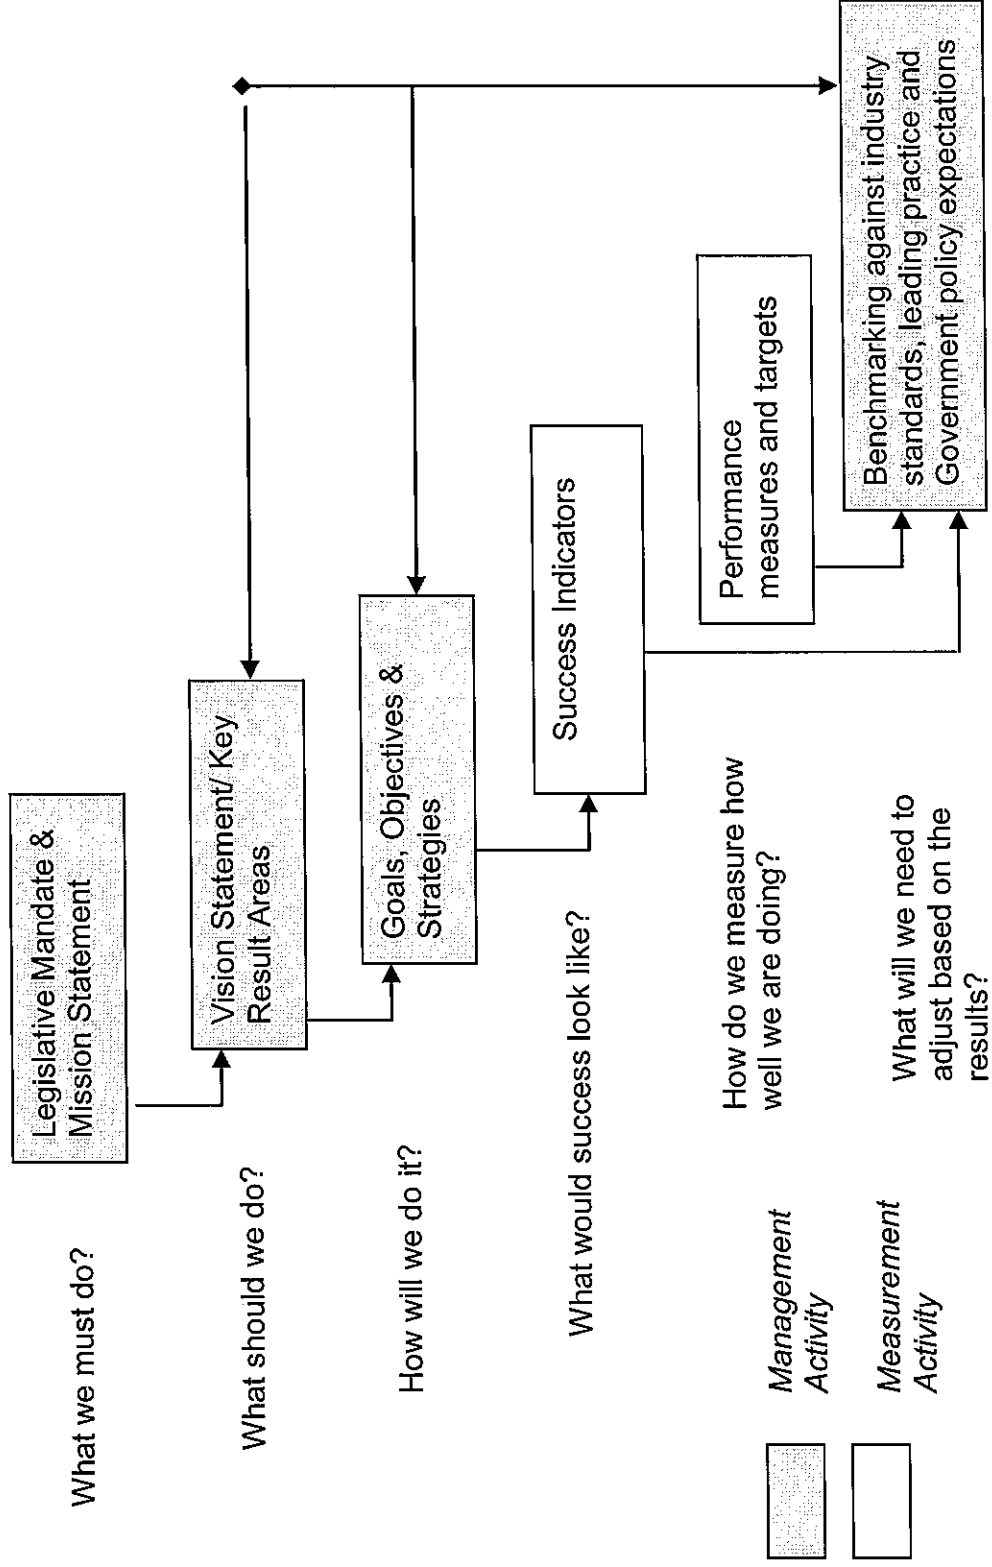 What we must do?
Legislative Mandate &
Mission Statement
What should we do?
Vision Statement/ Key
Result Areas
How will we do it?
Goals, Objectives &
Strategies
What would success look like?
Success Indicators
How do we measure how
well we are doing?
Performance
measures and targets
What will we need to
adjust based on the
results?
Benchmarking against industry
standards, leading practice and
Government policy expectations
Management
Activity
Measurement
Activity